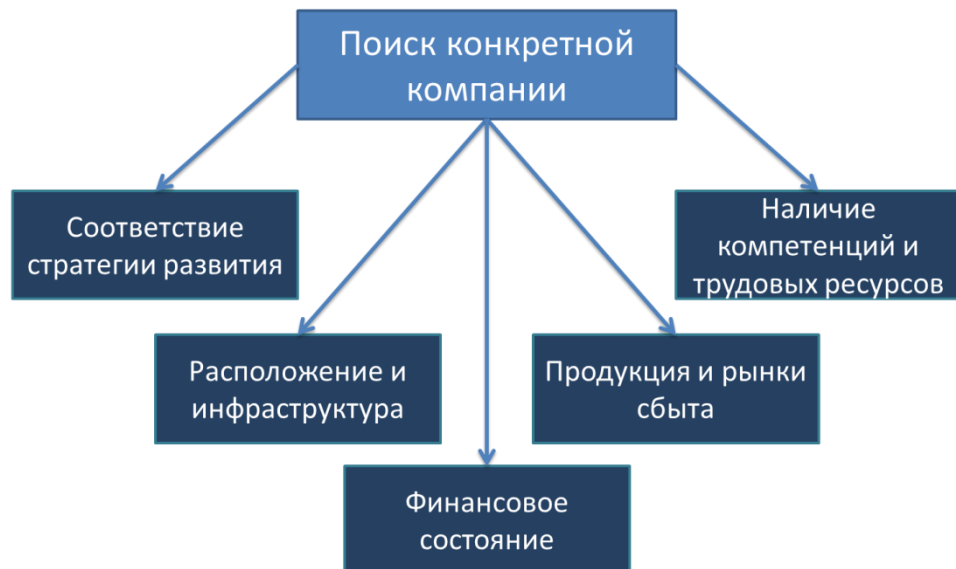 Поиск конкретной
компании
Соответствие
стратегии развития
Наличие
компетенций и
трудовых ресурсов
Расположение и
инфраструктура
Продукция и рынки
сбыта
Финансовое
состояние